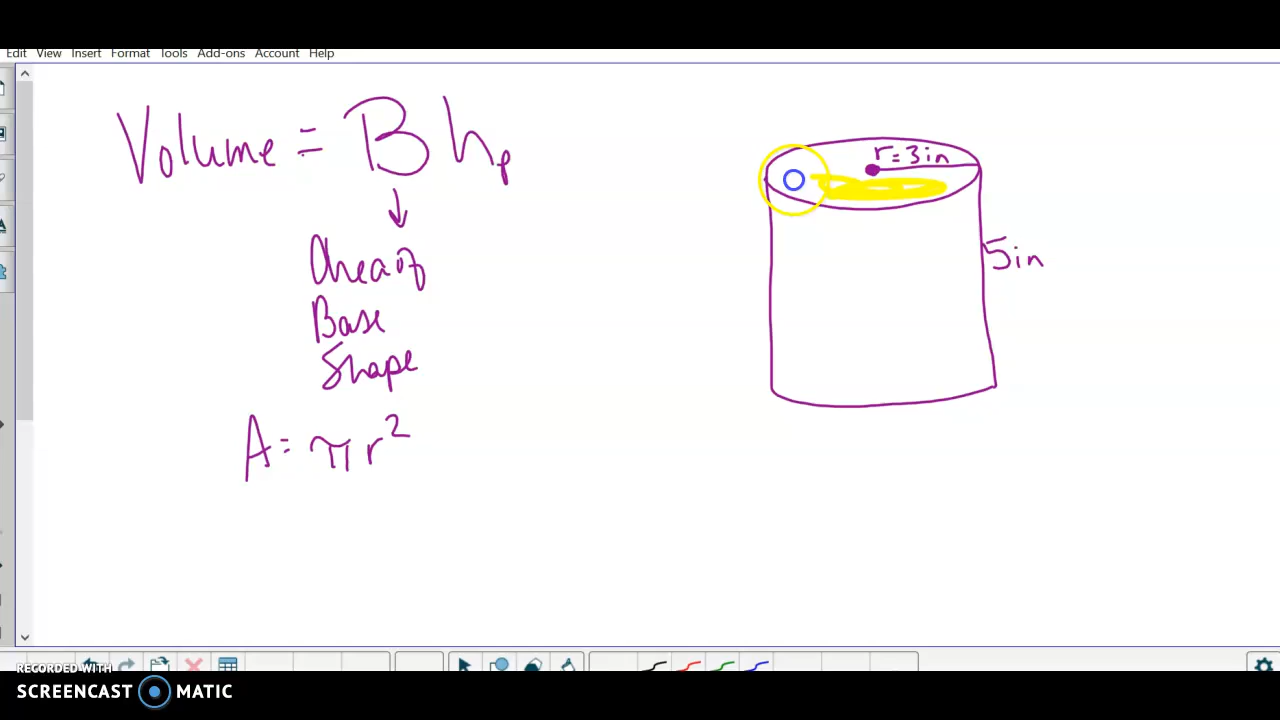 Edit View Insert Format Tools Add-ons Account Help
Volume = B hp
r = 3in
Area of
5in
Base
Shape
A = πr²
RECORDED WITH
SCREENCAST MATIC